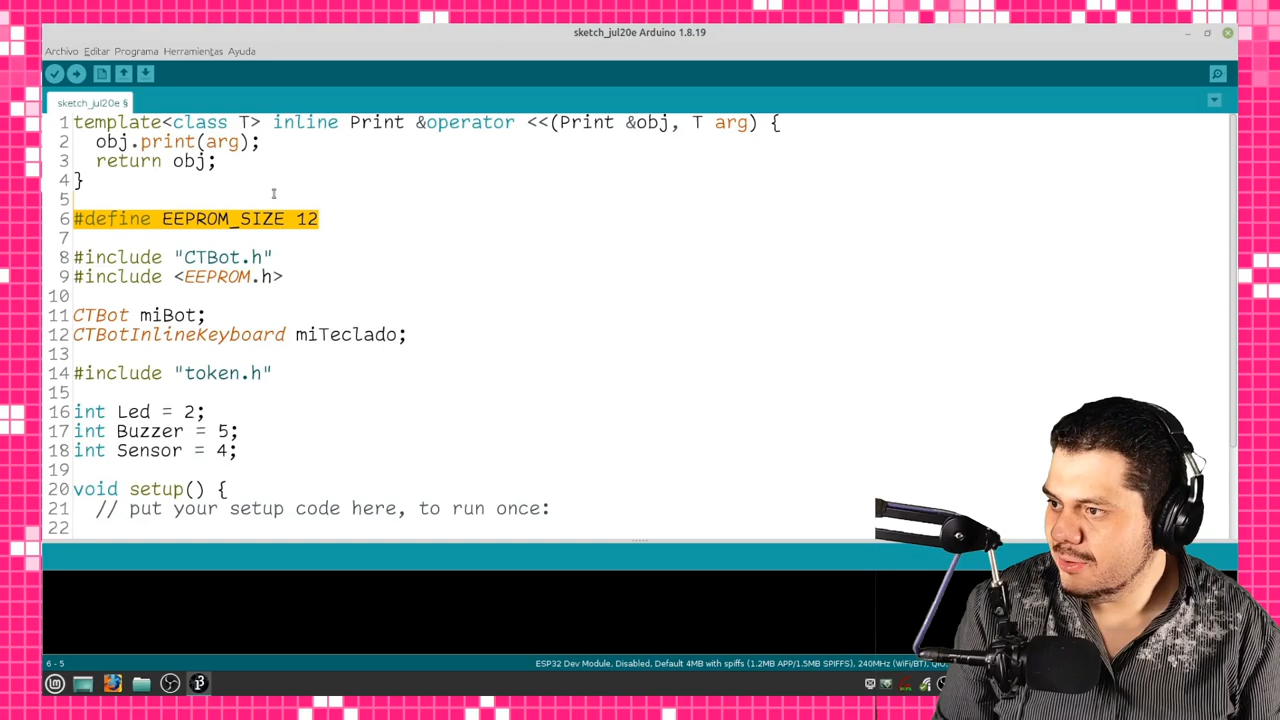 sketch_jul20e Arduino 1.8.19
Archivo Editar Programa Herramientas Ayuda
sketch_jul20e §
1 template<class T> inline Print &operator <<(Print &obj, T arg) {
2 obj.print(arg);
3 return obj;
4 }
5
6 #define EEPROM_SIZE 12
7
8 #include "CTBot.h"
9 #include <EEPROM.h>
10
11 CTBot miBot;
12 CTBotInlineKeyboard miTeclado;
13
14 #include "token.h"
15
16 int Led = 2;
17 int Buzzer = 5;
18 int Sensor = 4;
19
20 void setup() {
21 // put your setup code here, to run once:
22
6 - 5
ESP32 Dev Module, Disabled, Default 4MB with spiffs (1.2MB APP/1.5MB SPIFFS), 240MHz (WiFi/BT),